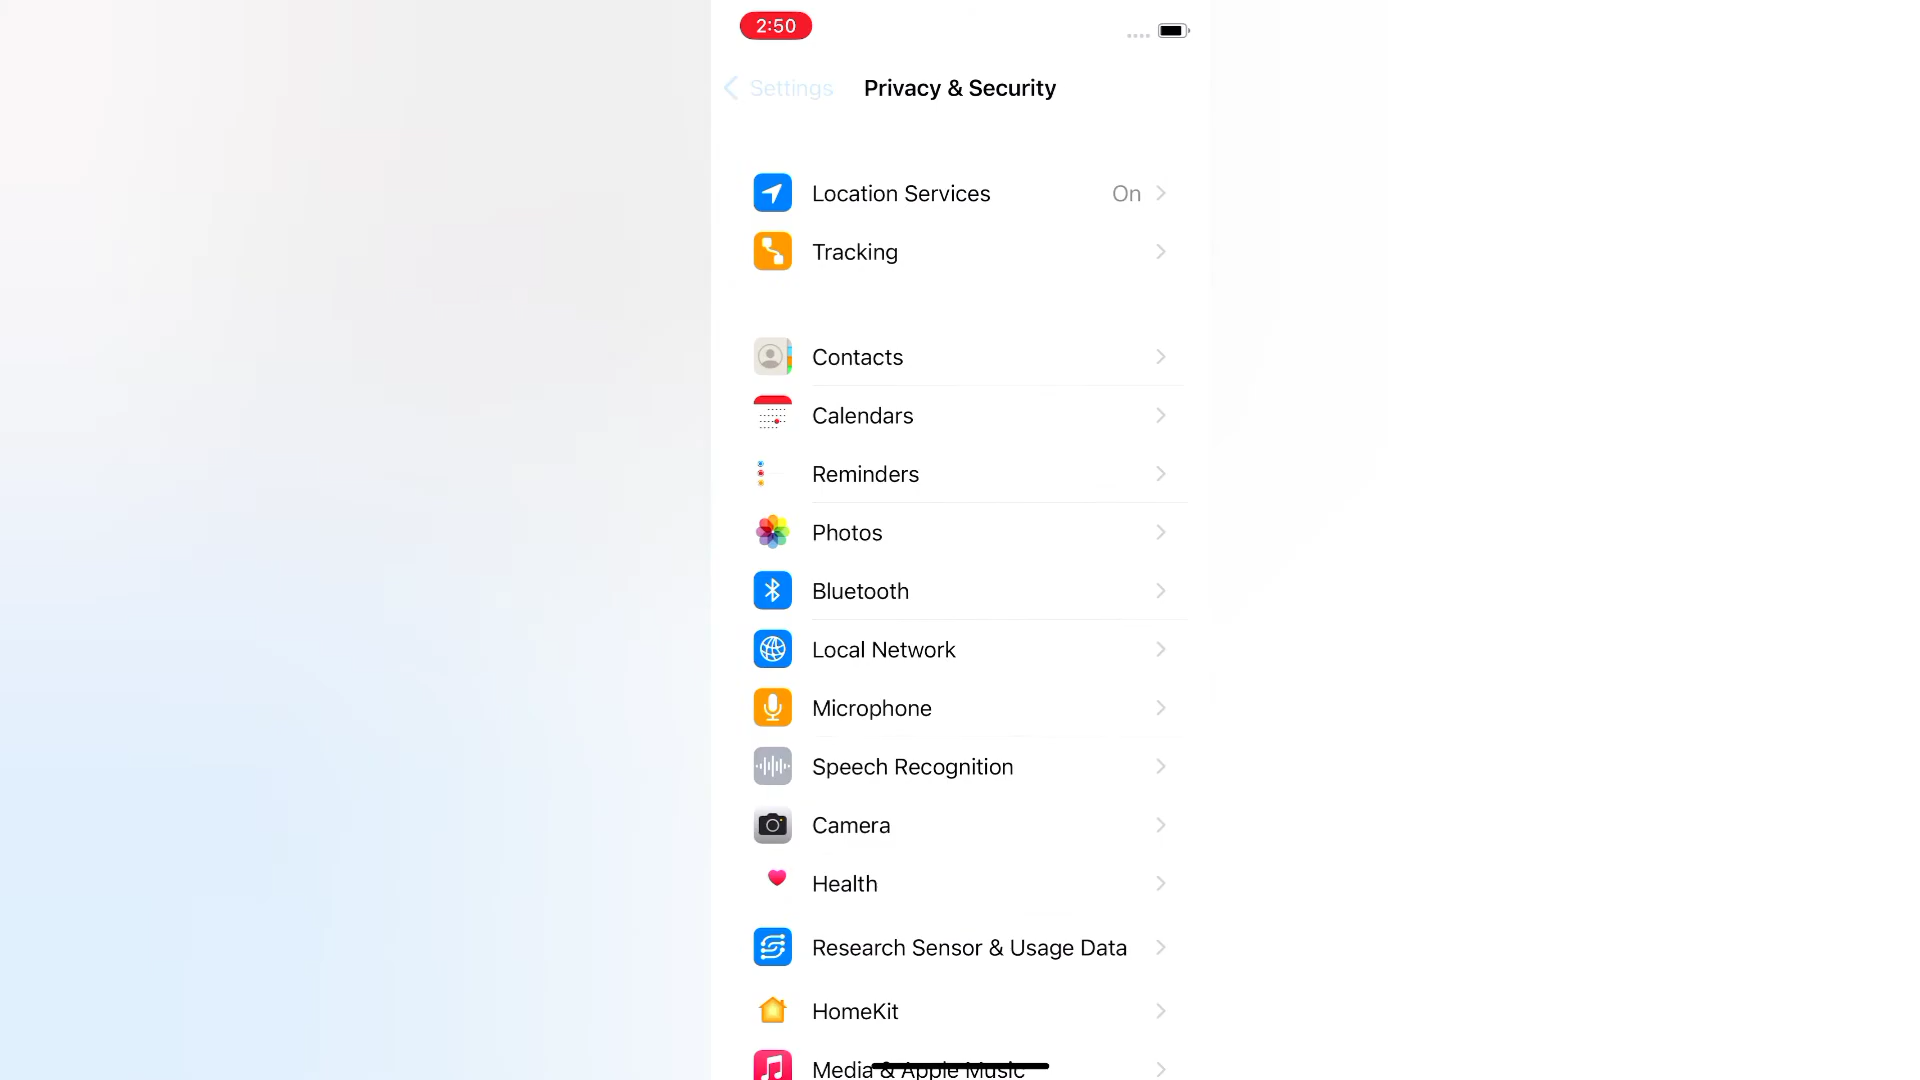 2:50
Settings
Privacy & Security
Location Services On
Tracking
Contacts
Calendars
Reminders
Photos
Bluetooth
Local Network
Microphone
Speech Recognition
Camera
Health
Research Sensor & Usage Data
HomeKit
Media & Apple Music